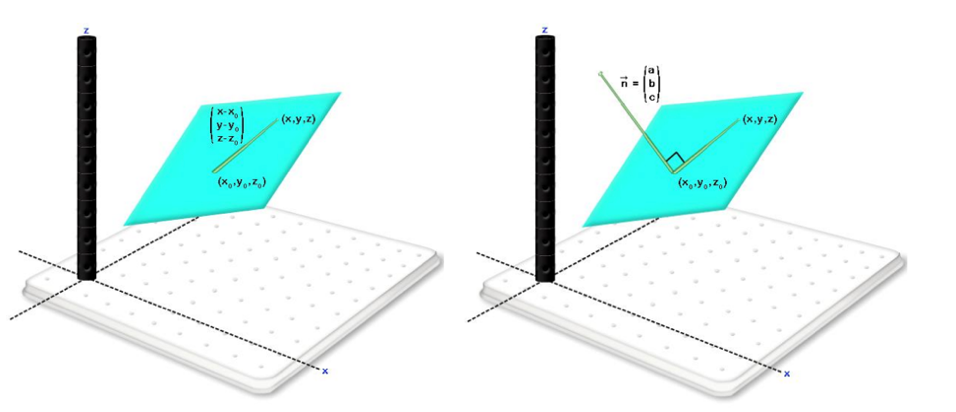 z
x-x₀
y-y₀
z-z₀
(x,y,z)
(x₀,y₀,z₀)
x
z
n⃗ = a
b
c
(x,y,z)
(x₀,y₀,z₀)
x